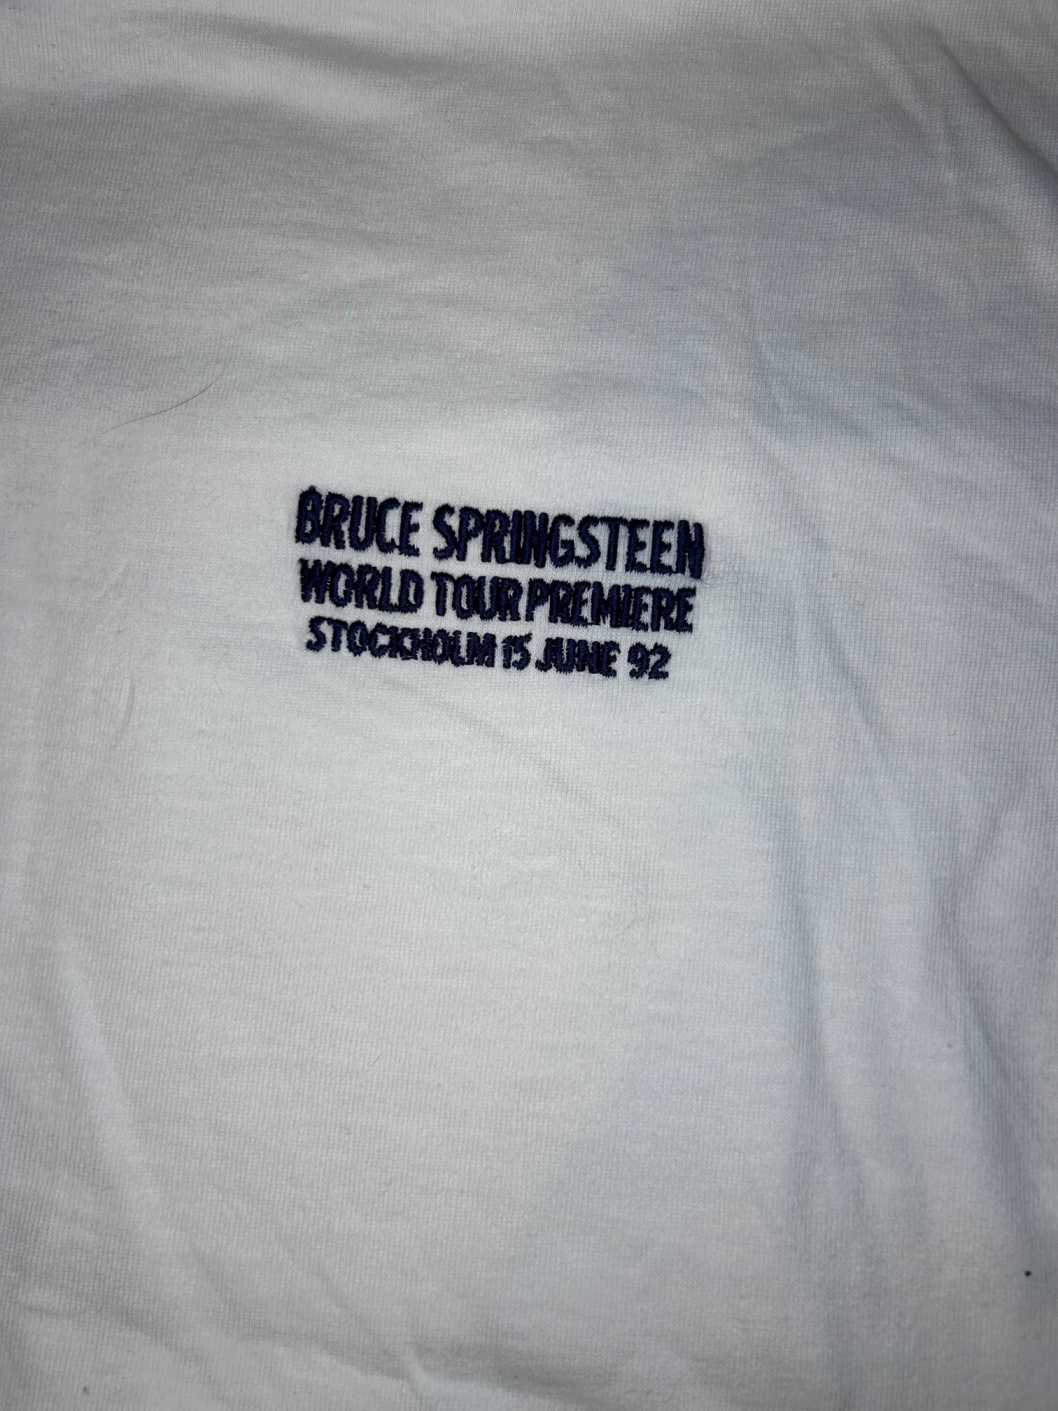 BRUCE SPRINGSTEEN
WORLD TOUR PREMIERE
STOCKHOLM 15 JUNE 92